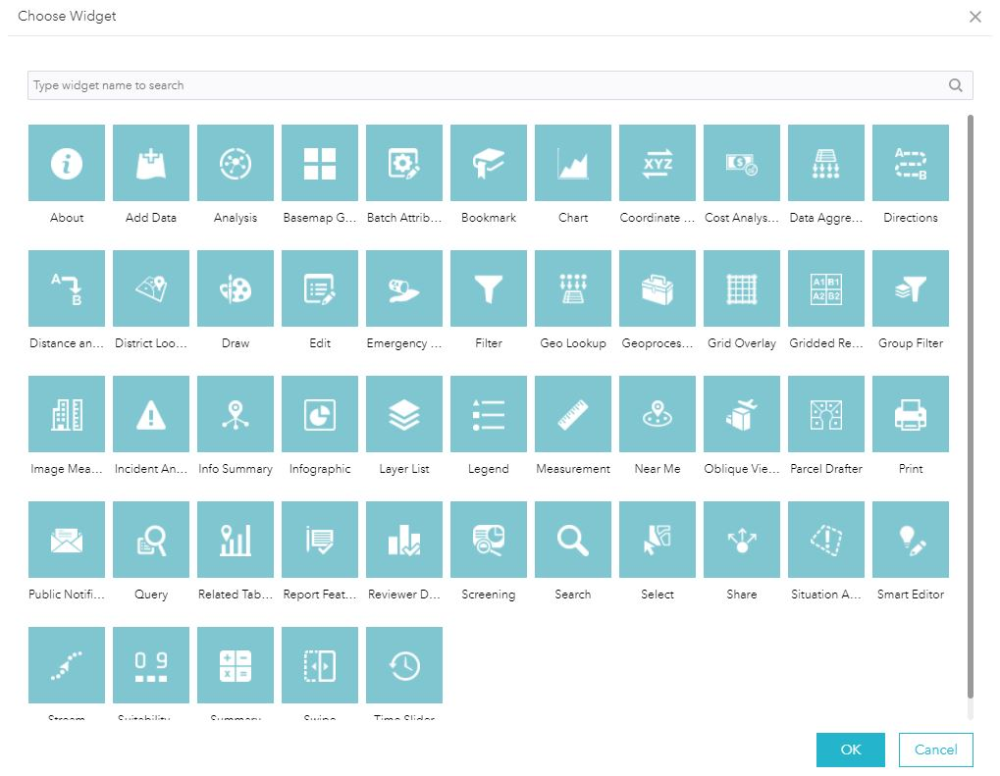 Choose Widget
Type widget name to search
XYZ
$
A
B
About Add Data Analysis Basemap G... Batch Attrib... Bookmark Chart Coordinate ... Cost Analys... Data Aggre... Directions
A
B
A1 B1
A2 B2
Distance an... District Loo... Draw Edit Emergency ... Filter Geo Lookup Geoproces... Grid Overlay Gridded Re... Group Filter
Image Mea... Incident An... Info Summary Infographic Layer List Legend Measurement Near Me Oblique Vie... Parcel Drafter Print
Public Notifi... Query Related Tab... Report Feat... Reviewer D... Screening Search Select Share Situation A... Smart Editor
0 9
Stream Suitability Summary Swipe Time Slider
OK Cancel